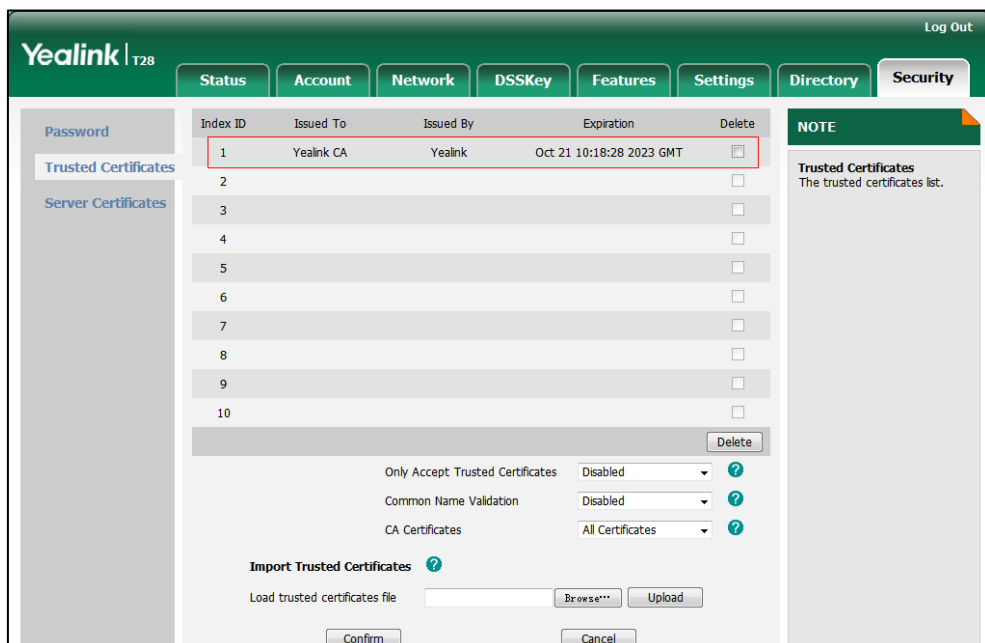 Log Out
Yealink T28
Status Account Network DSSKey Features Settings Directory Security
Password
Trusted Certificates
Server Certificates
Index ID Issued To Issued By Expiration Delete
1 Yealink CA Yealink Oct 21 10:18:28 2023 GMT
2
3
4
5
6
7
8
9
10
Delete
Only Accept Trusted Certificates Disabled ?
Common Name Validation Disabled ?
CA Certificates All Certificates ?
Import Trusted Certificates ?
Load trusted certificates file Browse··· Upload
Confirm Cancel
NOTE
Trusted Certificates
The trusted certificates list.